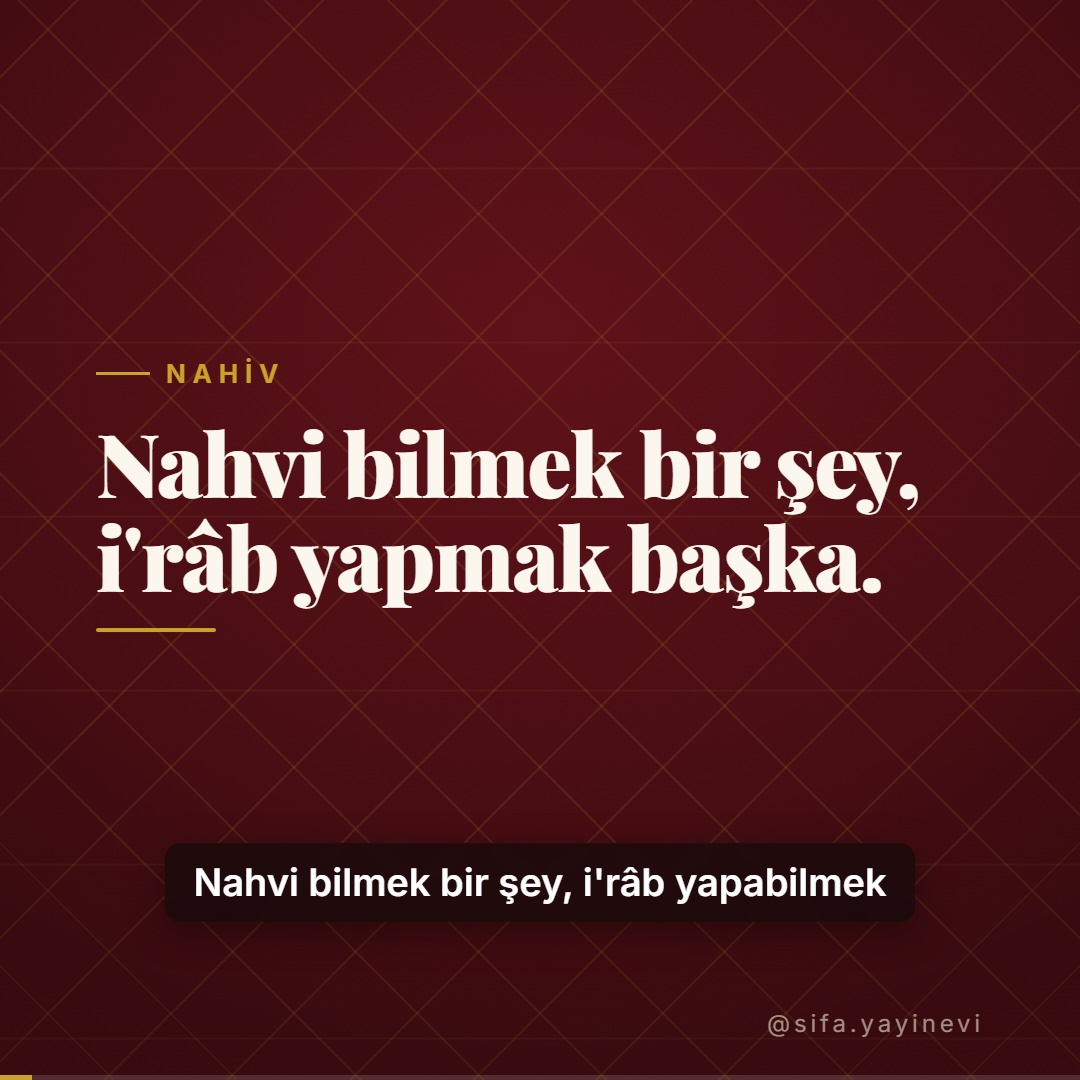 NAHİV
Nahvi bilmek bir şey,
i'râb yapmak başka.
Nahvi bilmek bir şey, i'râb yapabilmek
@sifa.yayinevi